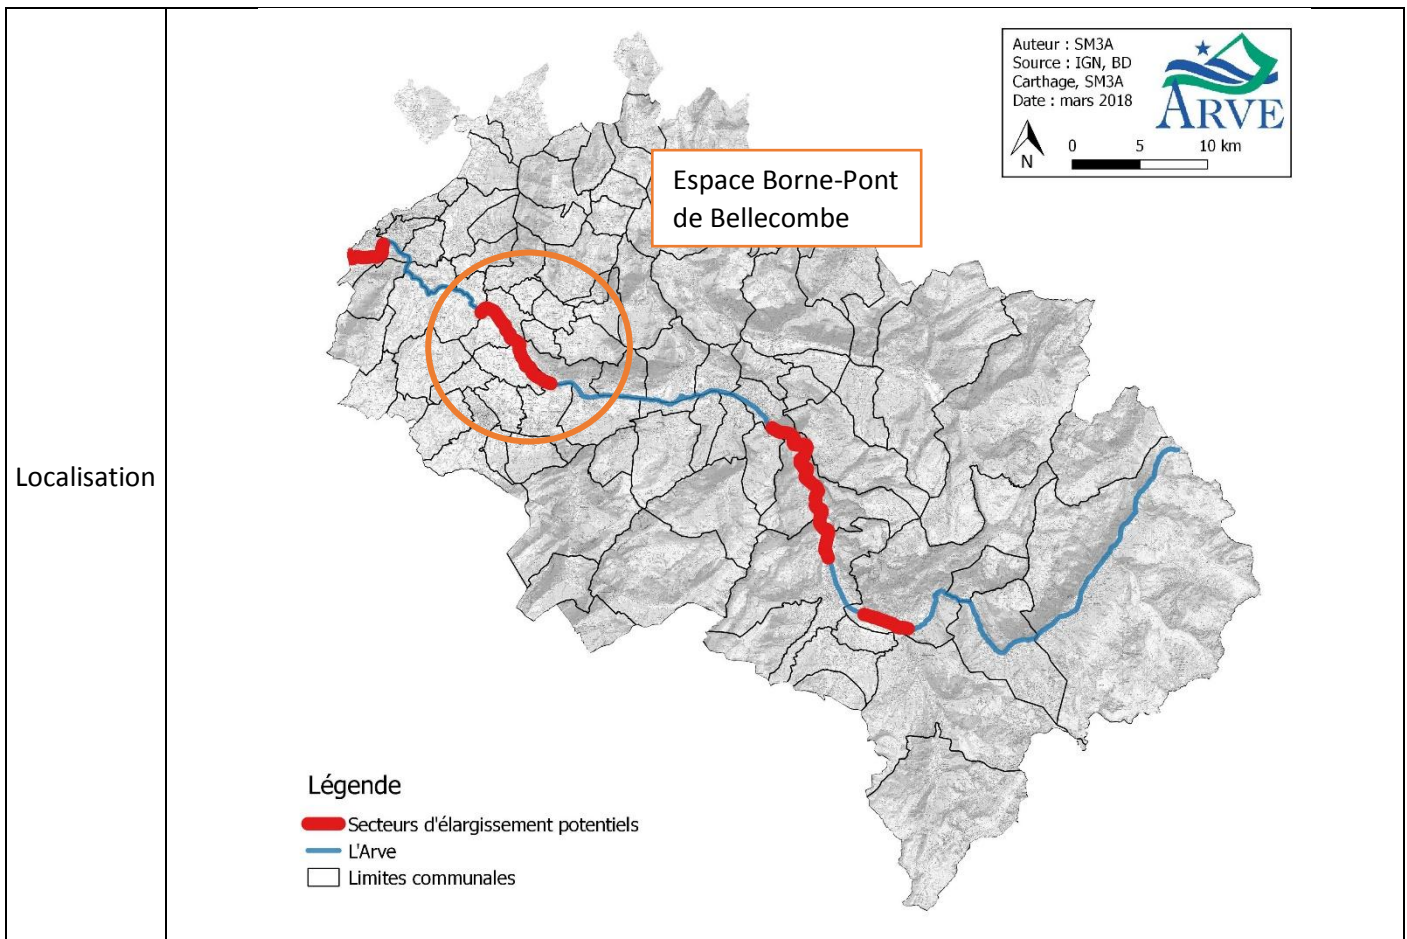 Localisation
Auteur : SM3A
Source : IGN, BD
Carthage, SM3A
Date : mars 2018
ARVE
N
0 5 10 km
Espace Borne-Pont
de Bellecombe
Légende
Secteurs d'élargissement potentiels
L'Arve
Limites communales